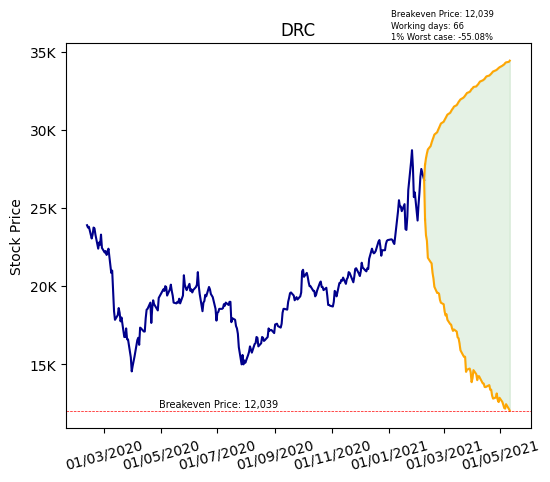 Breakeven Price: 12,039
Working days: 66
1% Worst case: -55.08%
DRC
35K
30K
25K
20K
15K
Stock Price
Breakeven Price: 12,039
01/03/2020
01/05/2020
01/07/2020
01/09/2020
01/11/2020
01/01/2021
01/03/2021
01/05/2021